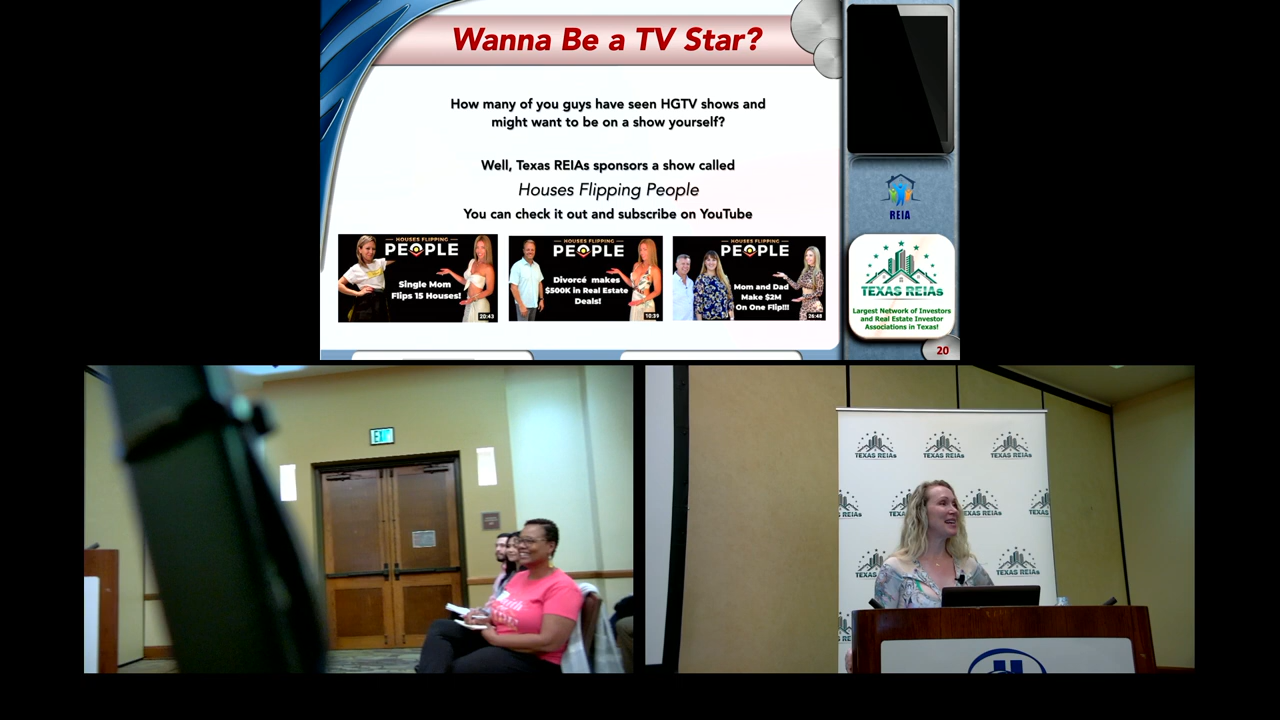 Wanna Be a TV Star?
How many of you guys have seen HGTV shows and
might want to be on a show yourself?
Well, Texas REIAs sponsors a show called
Houses Flipping People
You can check it out and subscribe on YouTube
HOUSES FLIPPING
PEOPLE
Single Mom
Flips 15 Houses!
20:43
HOUSES FLIPPING
PEOPLE
Divorcé makes
$500K in Real Estate
Deals!
10:39
HOUSES FLIPPING
PEOPLE
Mom and Dad
Make $2M
On One Flip!!!
26:48
REIA
TEXAS REIAs
Largest Network of Investors
and Real Estate Investor
Associations in Texas!
20
TEXAS REIAs
TEXAS REIAs
TEXAS REIAs
TEXAS REIAs
TEXAS REIAs
H